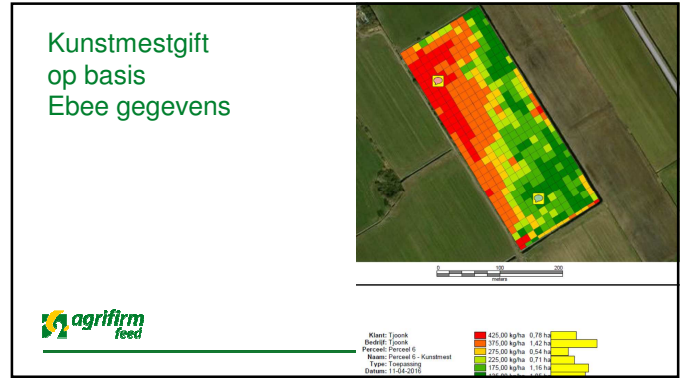 Kunstmestgift
op basis
Ebee gegevens
0 100 200
meters
agrifirm
feed
Klant: Tjoonk
Bedrijf: Tjoonk
Perceel: Perceel 6
Naam: Perceel 6 - Kunstmest
Type: Toepassing
Datum: 11-04-2016
425,00 kg/ha 0,78 ha
375,00 kg/ha 1,42 ha
275,00 kg/ha 0,54 ha
225,00 kg/ha 0,71 ha
175,00 kg/ha 1,16 ha